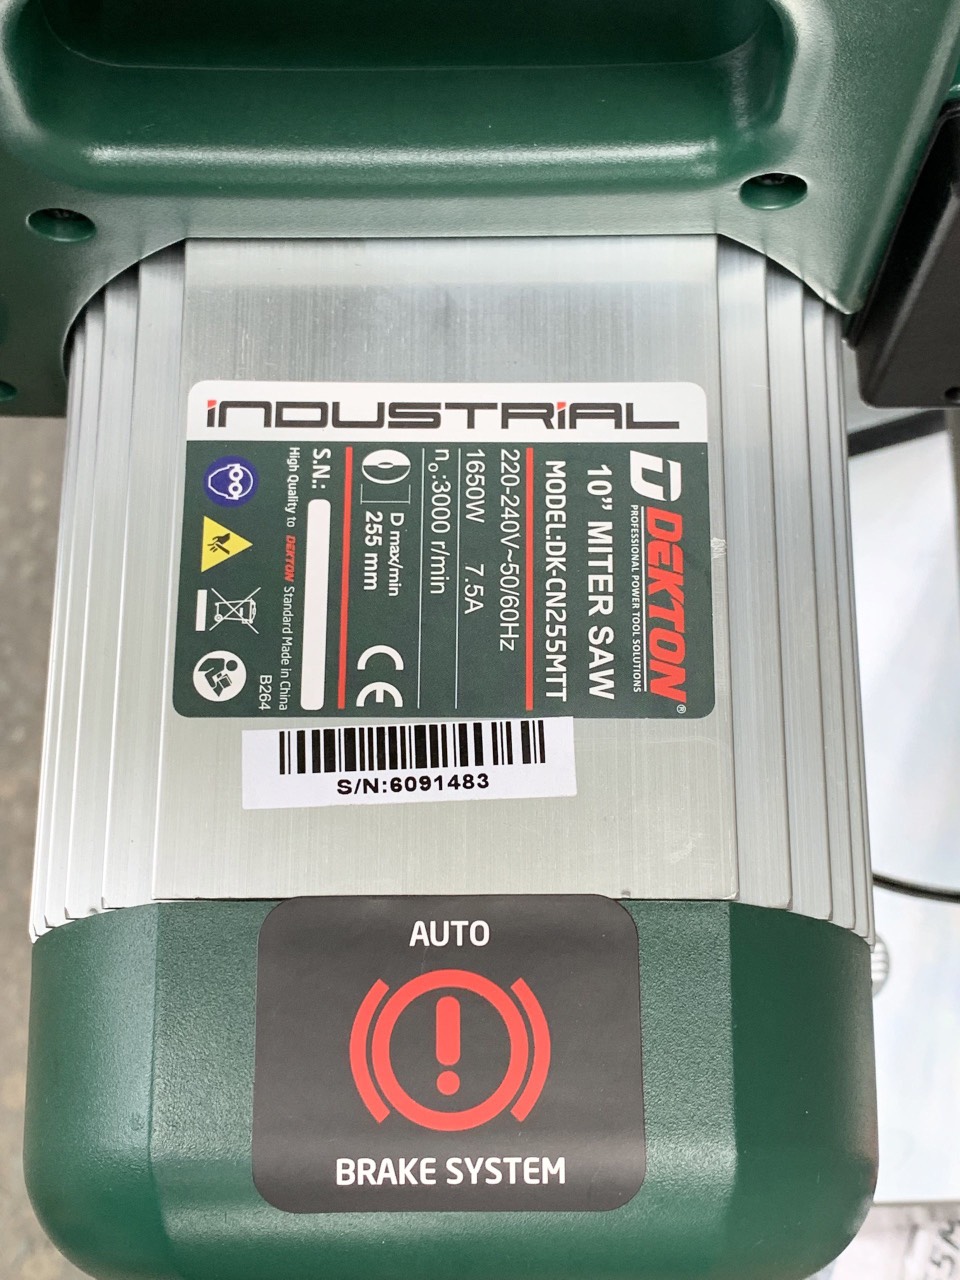 INDUSTRIAL
DEKTON®
PROFESSIONAL POWER TOOL SOLUTIONS
10” MITER SAW
MODEL:DK-CN255MTT
220-240V~50/60Hz
1650W 7.5A
n₀:3000 r/min
D max/min
255 mm
CE
S.N.:
High Quality to DEKTON Standard Made in China
B264
S/N:6091483
AUTO
BRAKE SYSTEM